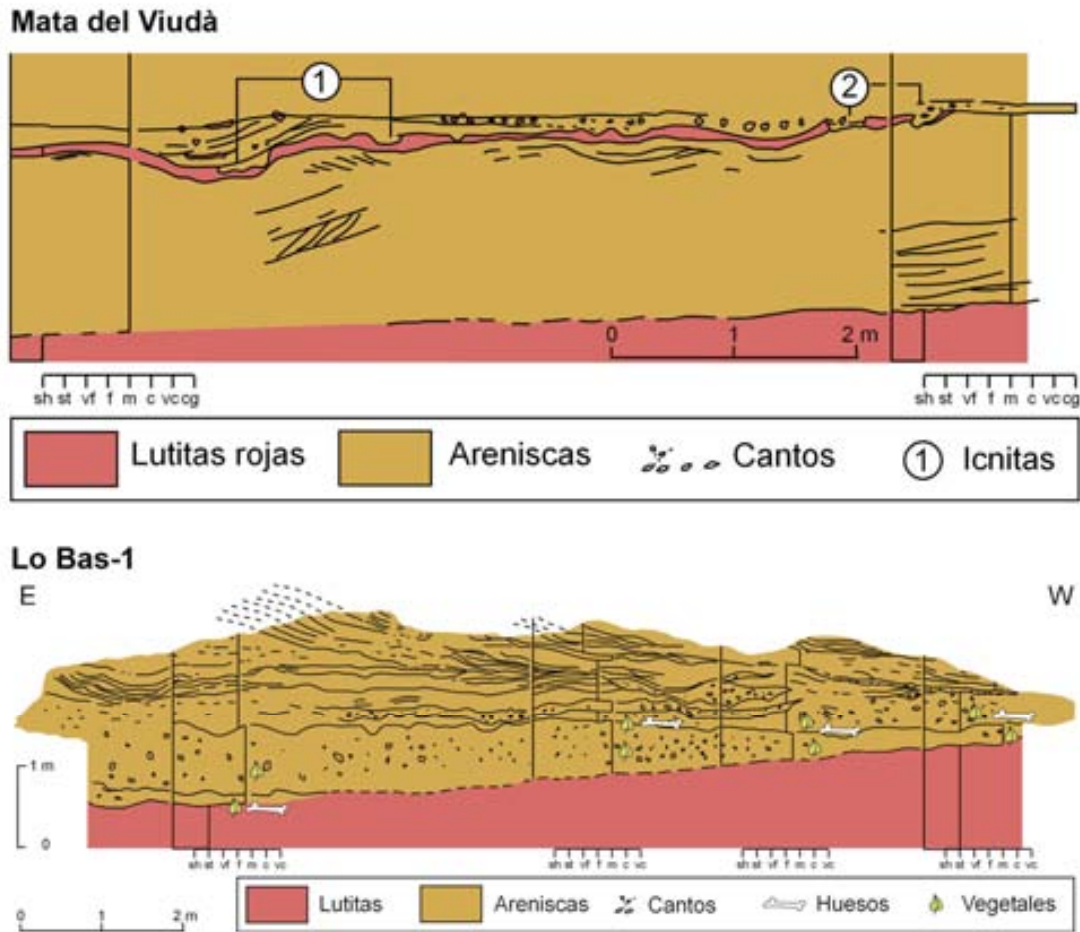 Mata del Viudà
1
2
0 1 2 m
sh st vf f m c vc cg
sh st vf f m c vc cg
Lutitas rojas Areniscas Cantos 1 Icnitas
Lo Bas-1
E W
1 m
0
sh st vf f m c vc
sh st vf f m c vc
sh st vf f m c vc
sh st vf f m c vc
0 1 2 m
Lutitas Areniscas Cantos Huesos Vegetales